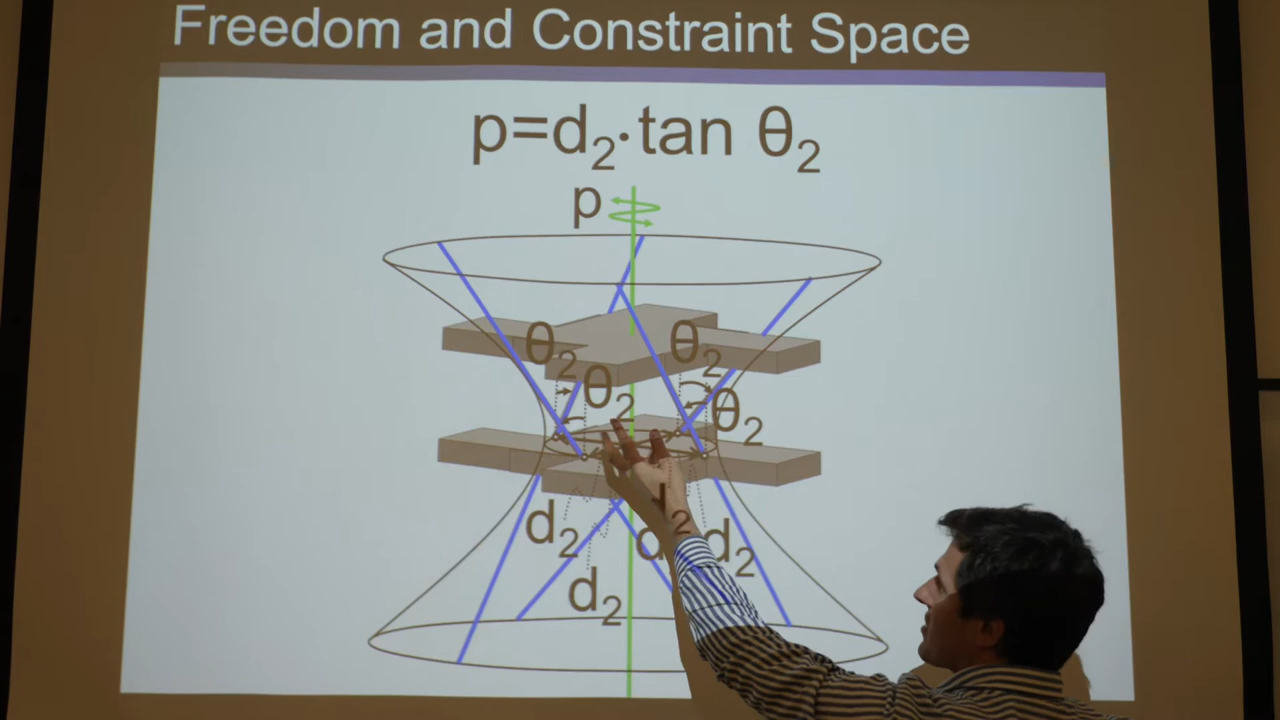 Freedom and Constraint Space
p=d₂·tan θ₂
p
θ₂ θ₂
θ₂ θ₂
d₂ d₂ d₂
d₂